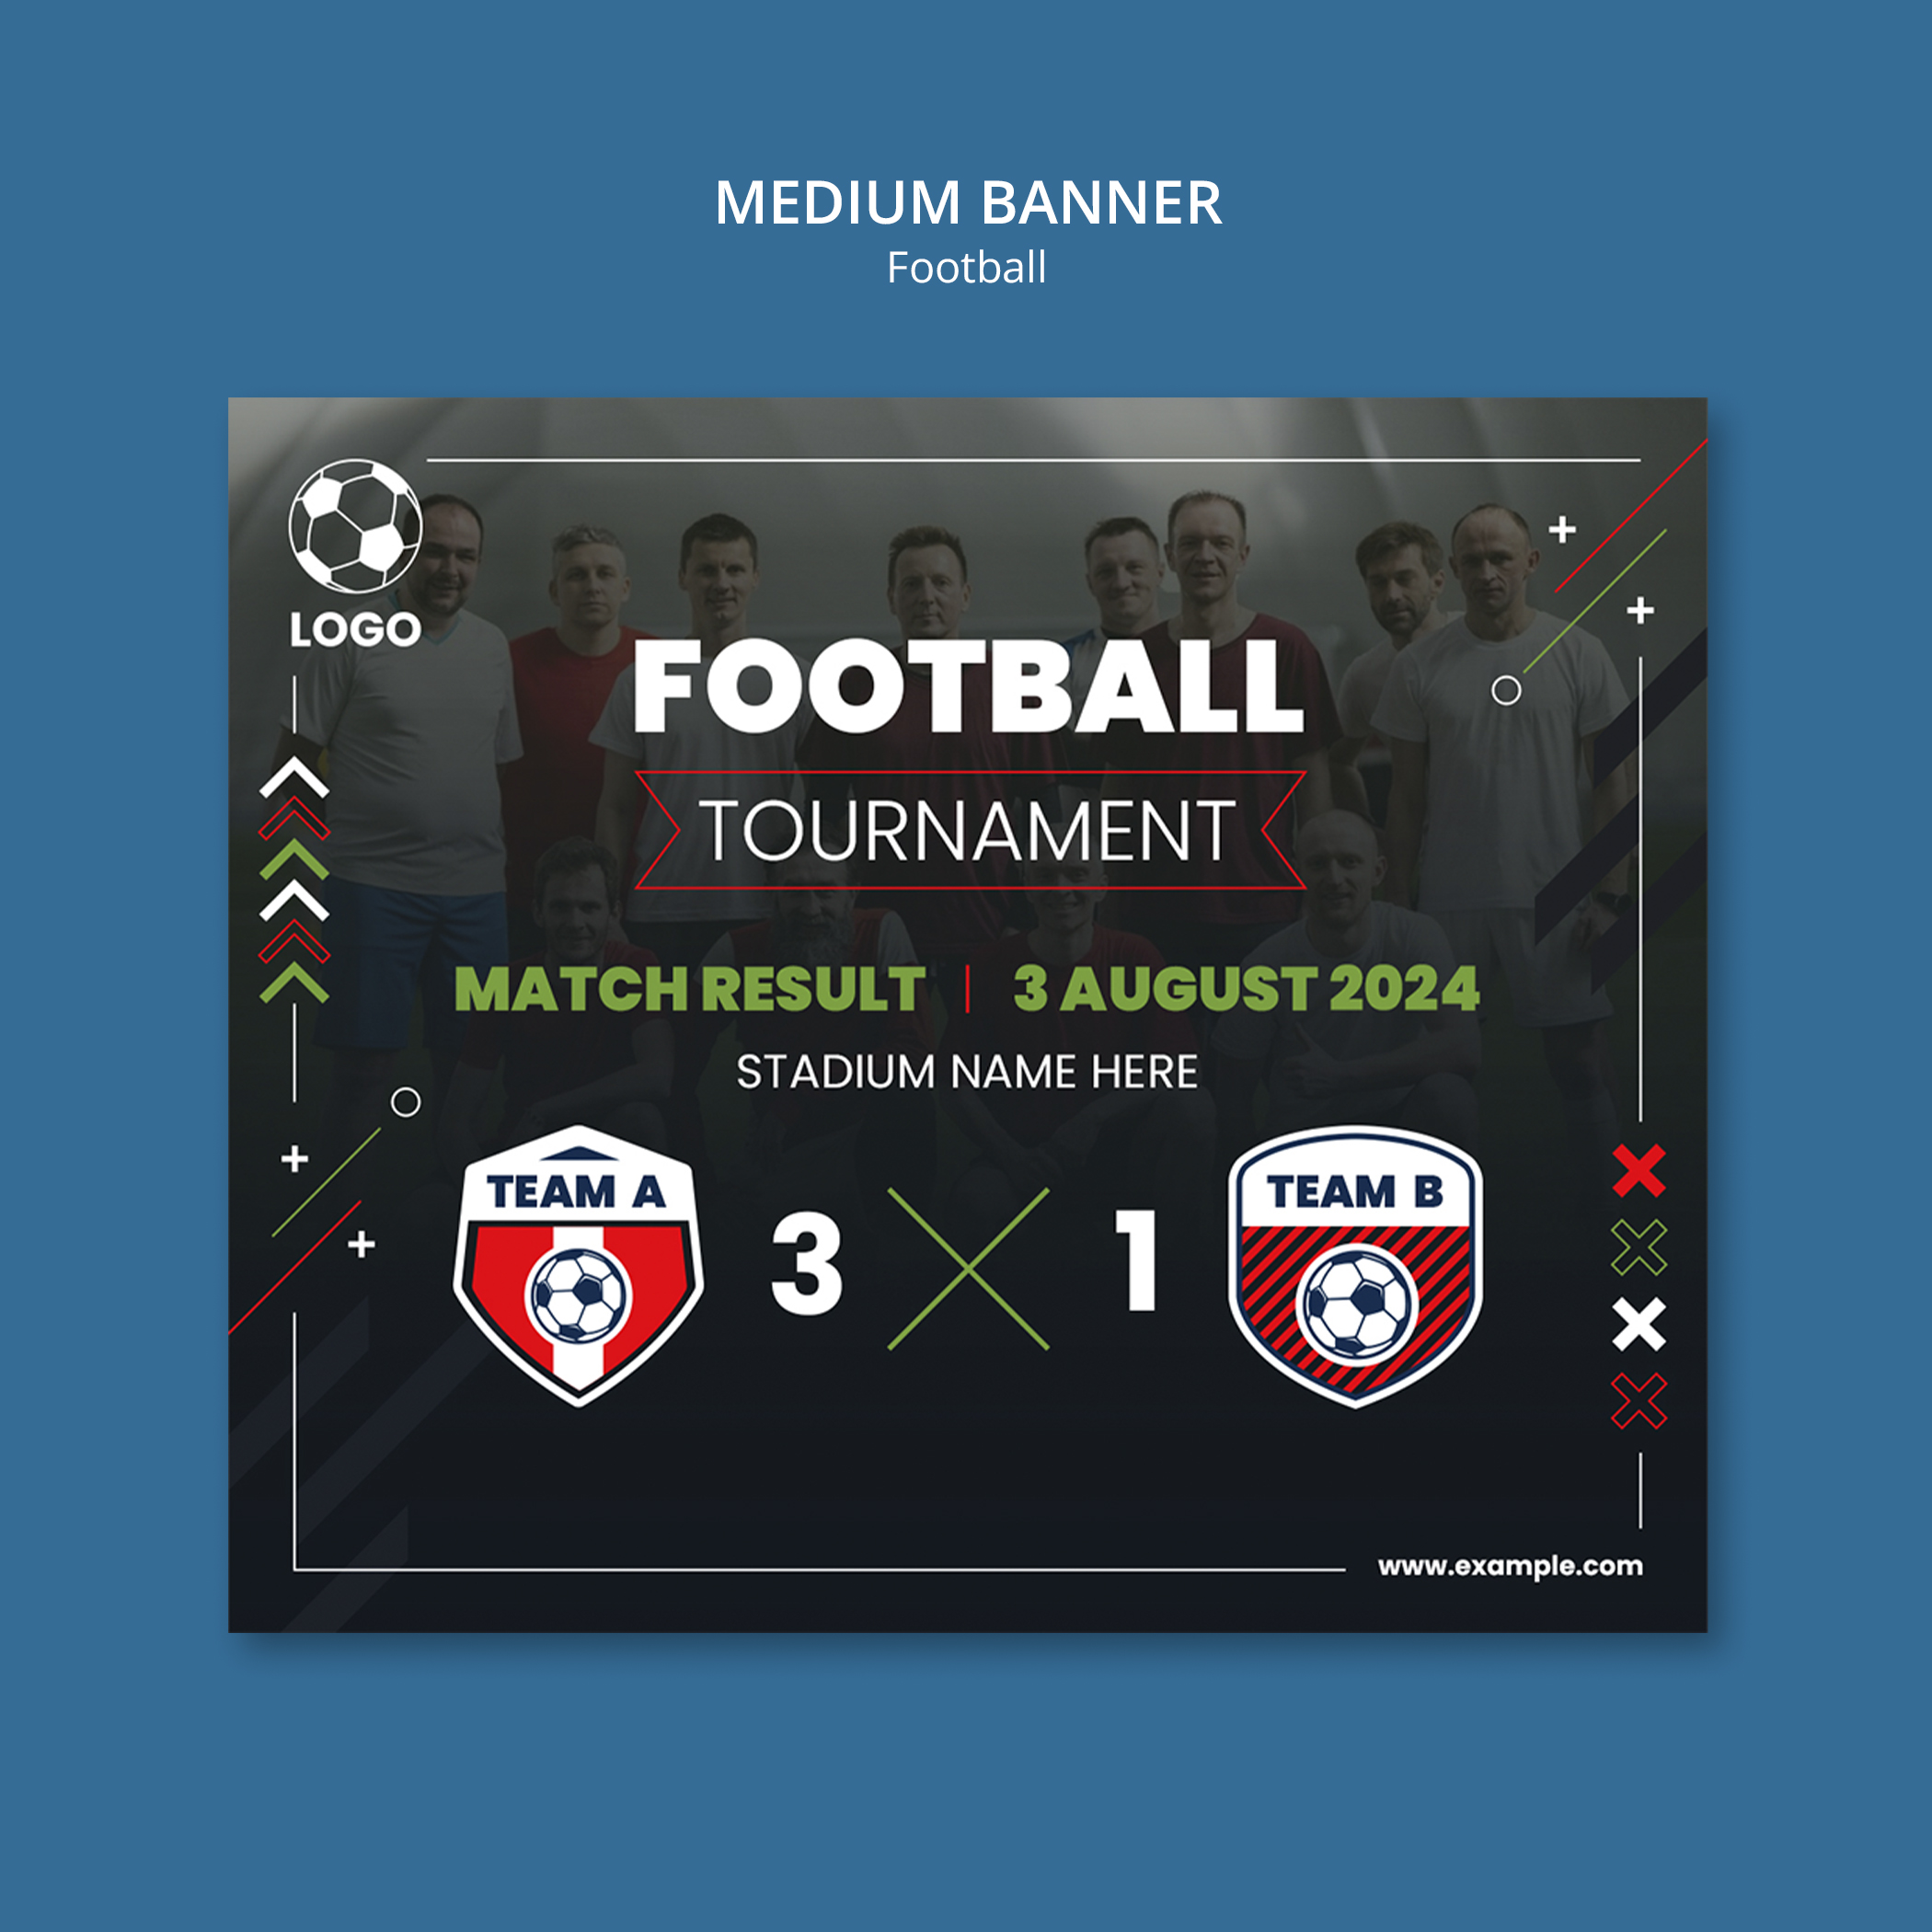 MEDIUM BANNER
Football
LOGO
FOOTBALL
TOURNAMENT
MATCH RESULT | 3 AUGUST 2024
STADIUM NAME HERE
TEAM A
3
1
TEAM B
www.example.com